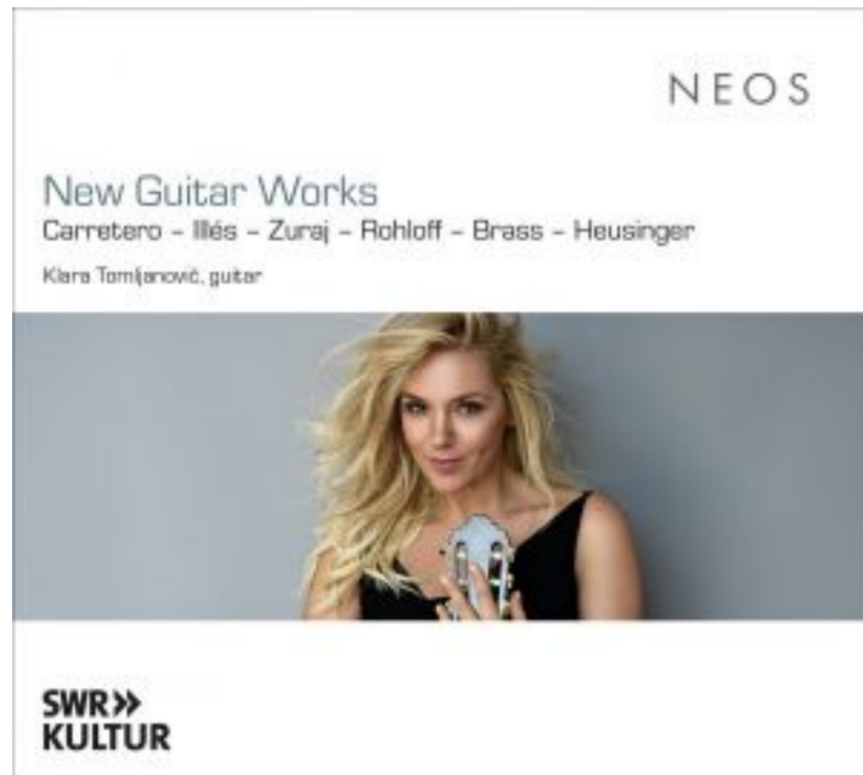 NEOS
New Guitar Works
Carretero – Illés – Zuraj – Rohloff – Brass – Heusinger
Klara Tomljanović, guitar
SWR»
KULTUR